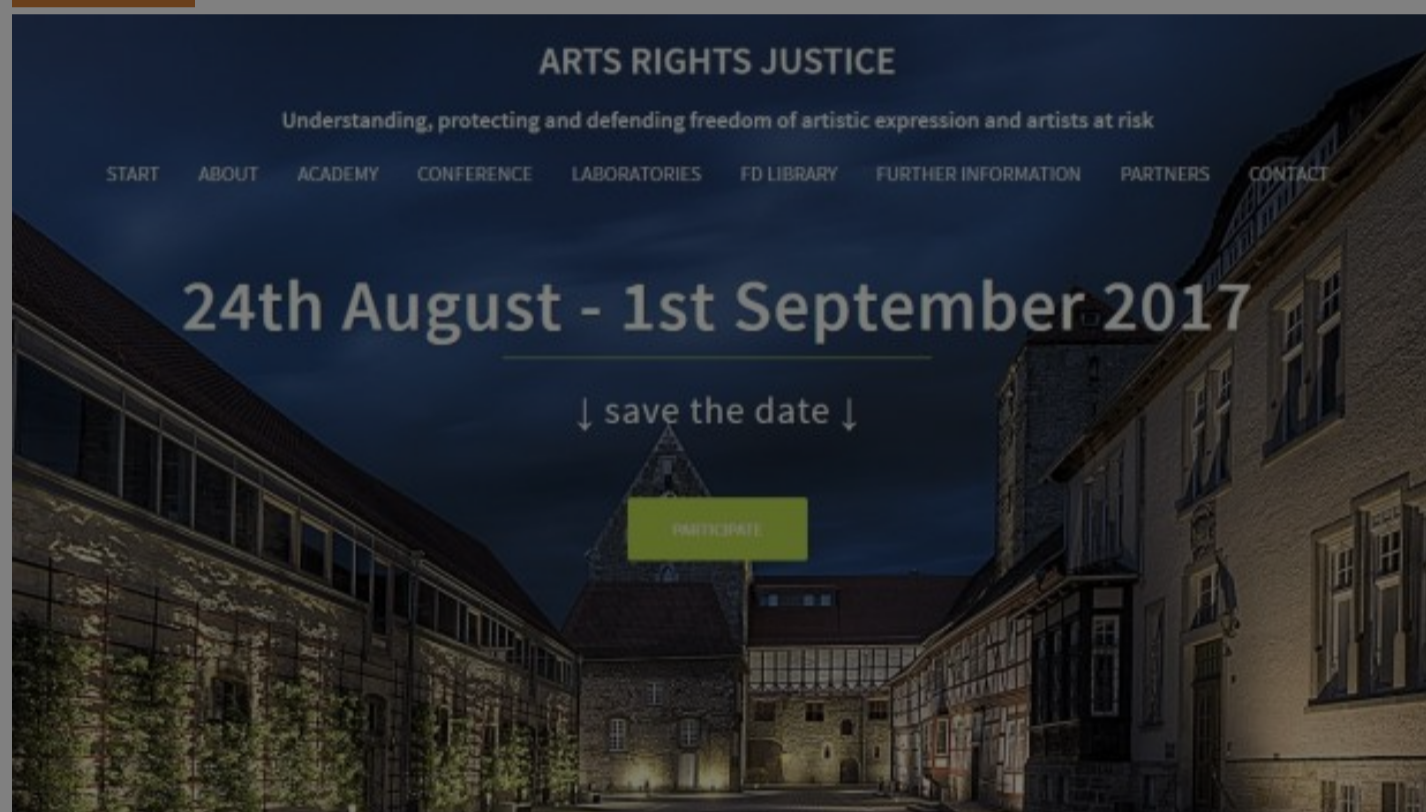 ARTS RIGHTS JUSTICE
Understanding, protecting and defending freedom of artistic expression and artists at risk
START ABOUT ACADEMY CONFERENCE LABORATORIES FD LIBRARY FURTHER INFORMATION PARTNERS CONTACT
24th August - 1st September 2017
↓ save the date ↓
PARTICIPATE